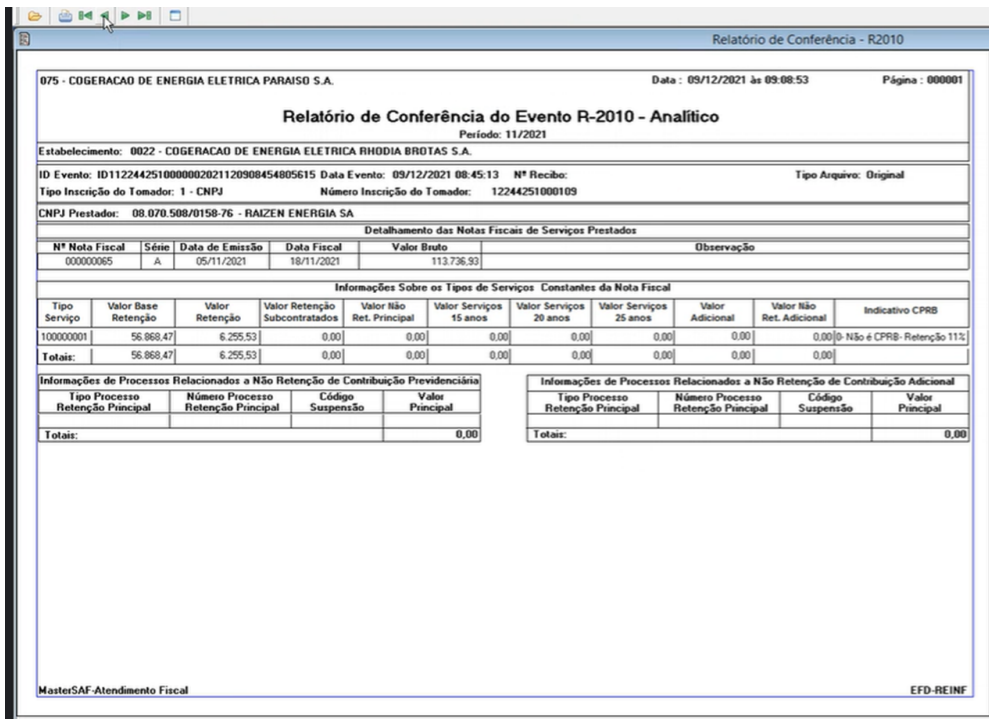 Relatório de Conferência - R2010
075 - COGERACAO DE ENERGIA ELETRICA PARAISO S.A. Data : 09/12/2021 às 09:08:53 Página : 000001
Relatório de Conferência do Evento R-2010 - Analítico
Período: 11/2021
Estabelecimento: 0022 - COGERACAO DE ENERGIA ELETRICA RHODIA BROTAS S.A.
ID Evento: ID1122442510000002021120908454805615 Data Evento: 09/12/2021 08:45:13 Nº Recibo: Tipo Arquivo: Original
Tipo Inscrição do Tomador: 1 - CNPJ Número Inscrição do Tomador: 12244251000109
CNPJ Prestador: 08.070.508/0158-76 - RAIZEN ENERGIA SA
Detalhamento das Notas Fiscais de Serviços Prestados
Nº Nota Fiscal Série Data de Emissão Data Fiscal Valor Bruto Observação
000000065 A 05/11/2021 18/11/2021 113.736,93
Informações Sobre os Tipos de Serviços Constantes da Nota Fiscal
Tipo Valor Base Valor Valor Retenção Valor Não Valor Serviços Valor Serviços Valor Serviços Valor Valor Não Indicativo CPRB
Serviço Retenção Retenção Subcontratados Ret. Principal 15 anos 20 anos 25 anos Adicional Ret. Adicional
100000001 56.868,47 6.255,53 0,00 0,00 0,00 0,00 0,00 0,00 0,00 0- Não é CPRB- Retenção 11%
Totais: 56.868,47 6.255,53 0,00 0,00 0,00 0,00 0,00 0,00 0,00
Informações de Processos Relacionados a Não Retenção de Contribuição Previdenciária Informações de Processos Relacionados a Não Retenção de Contribuição Adicional
Tipo Processo Número Processo Código Valor Tipo Processo Número Processo Código Valor
Retenção Principal Retenção Principal Suspensão Principal Retenção Principal Retenção Principal Suspensão Principal
Totais: 0,00 Totais: 0,00
MasterSAF-Atendimento Fiscal EFD-REINF